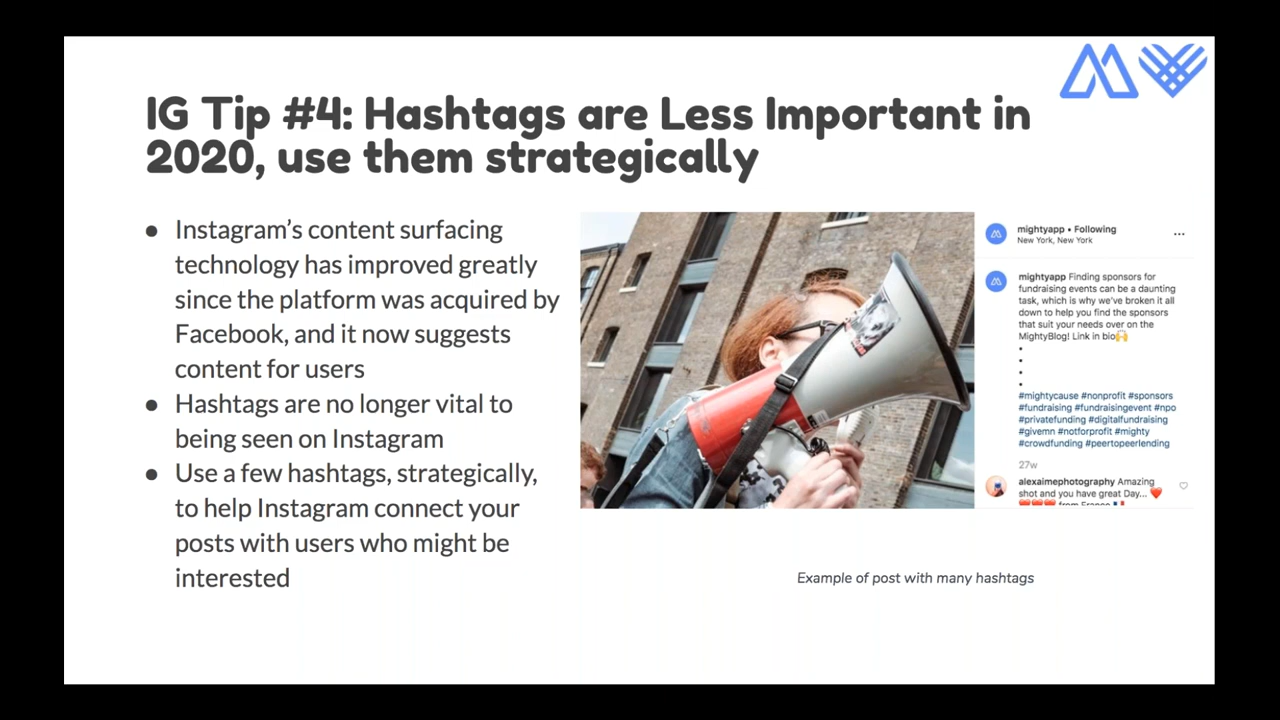 IG Tip #4: Hashtags are Less Important in
2020, use them strategically
● Instagram’s content surfacing
technology has improved greatly
since the platform was acquired by
Facebook, and it now suggests
content for users
● Hashtags are no longer vital to
being seen on Instagram
● Use a few hashtags, strategically,
to help Instagram connect your
posts with users who might be
interested
mightyapp • Following
New York, New York
mightyapp Finding sponsors for
fundraising events can be a daunting
task, which is why we’ve broken it all
down to help you find the sponsors
that suit your needs over on the
MightyBlog! Link in bio🙌
•
•
•
•
#mightycause #nonprofit #sponsors
#fundraising #fundraisingevent #npo
#privatefunding #digitalfundraising
#givemn #notforprofit #mighty
#crowdfunding #peertopeerlending
27w
alexaimephotography Amazing
shot and you have great Day... ❤️
❤️❤️❤️ from France 🇫🇷
Example of post with many hashtags